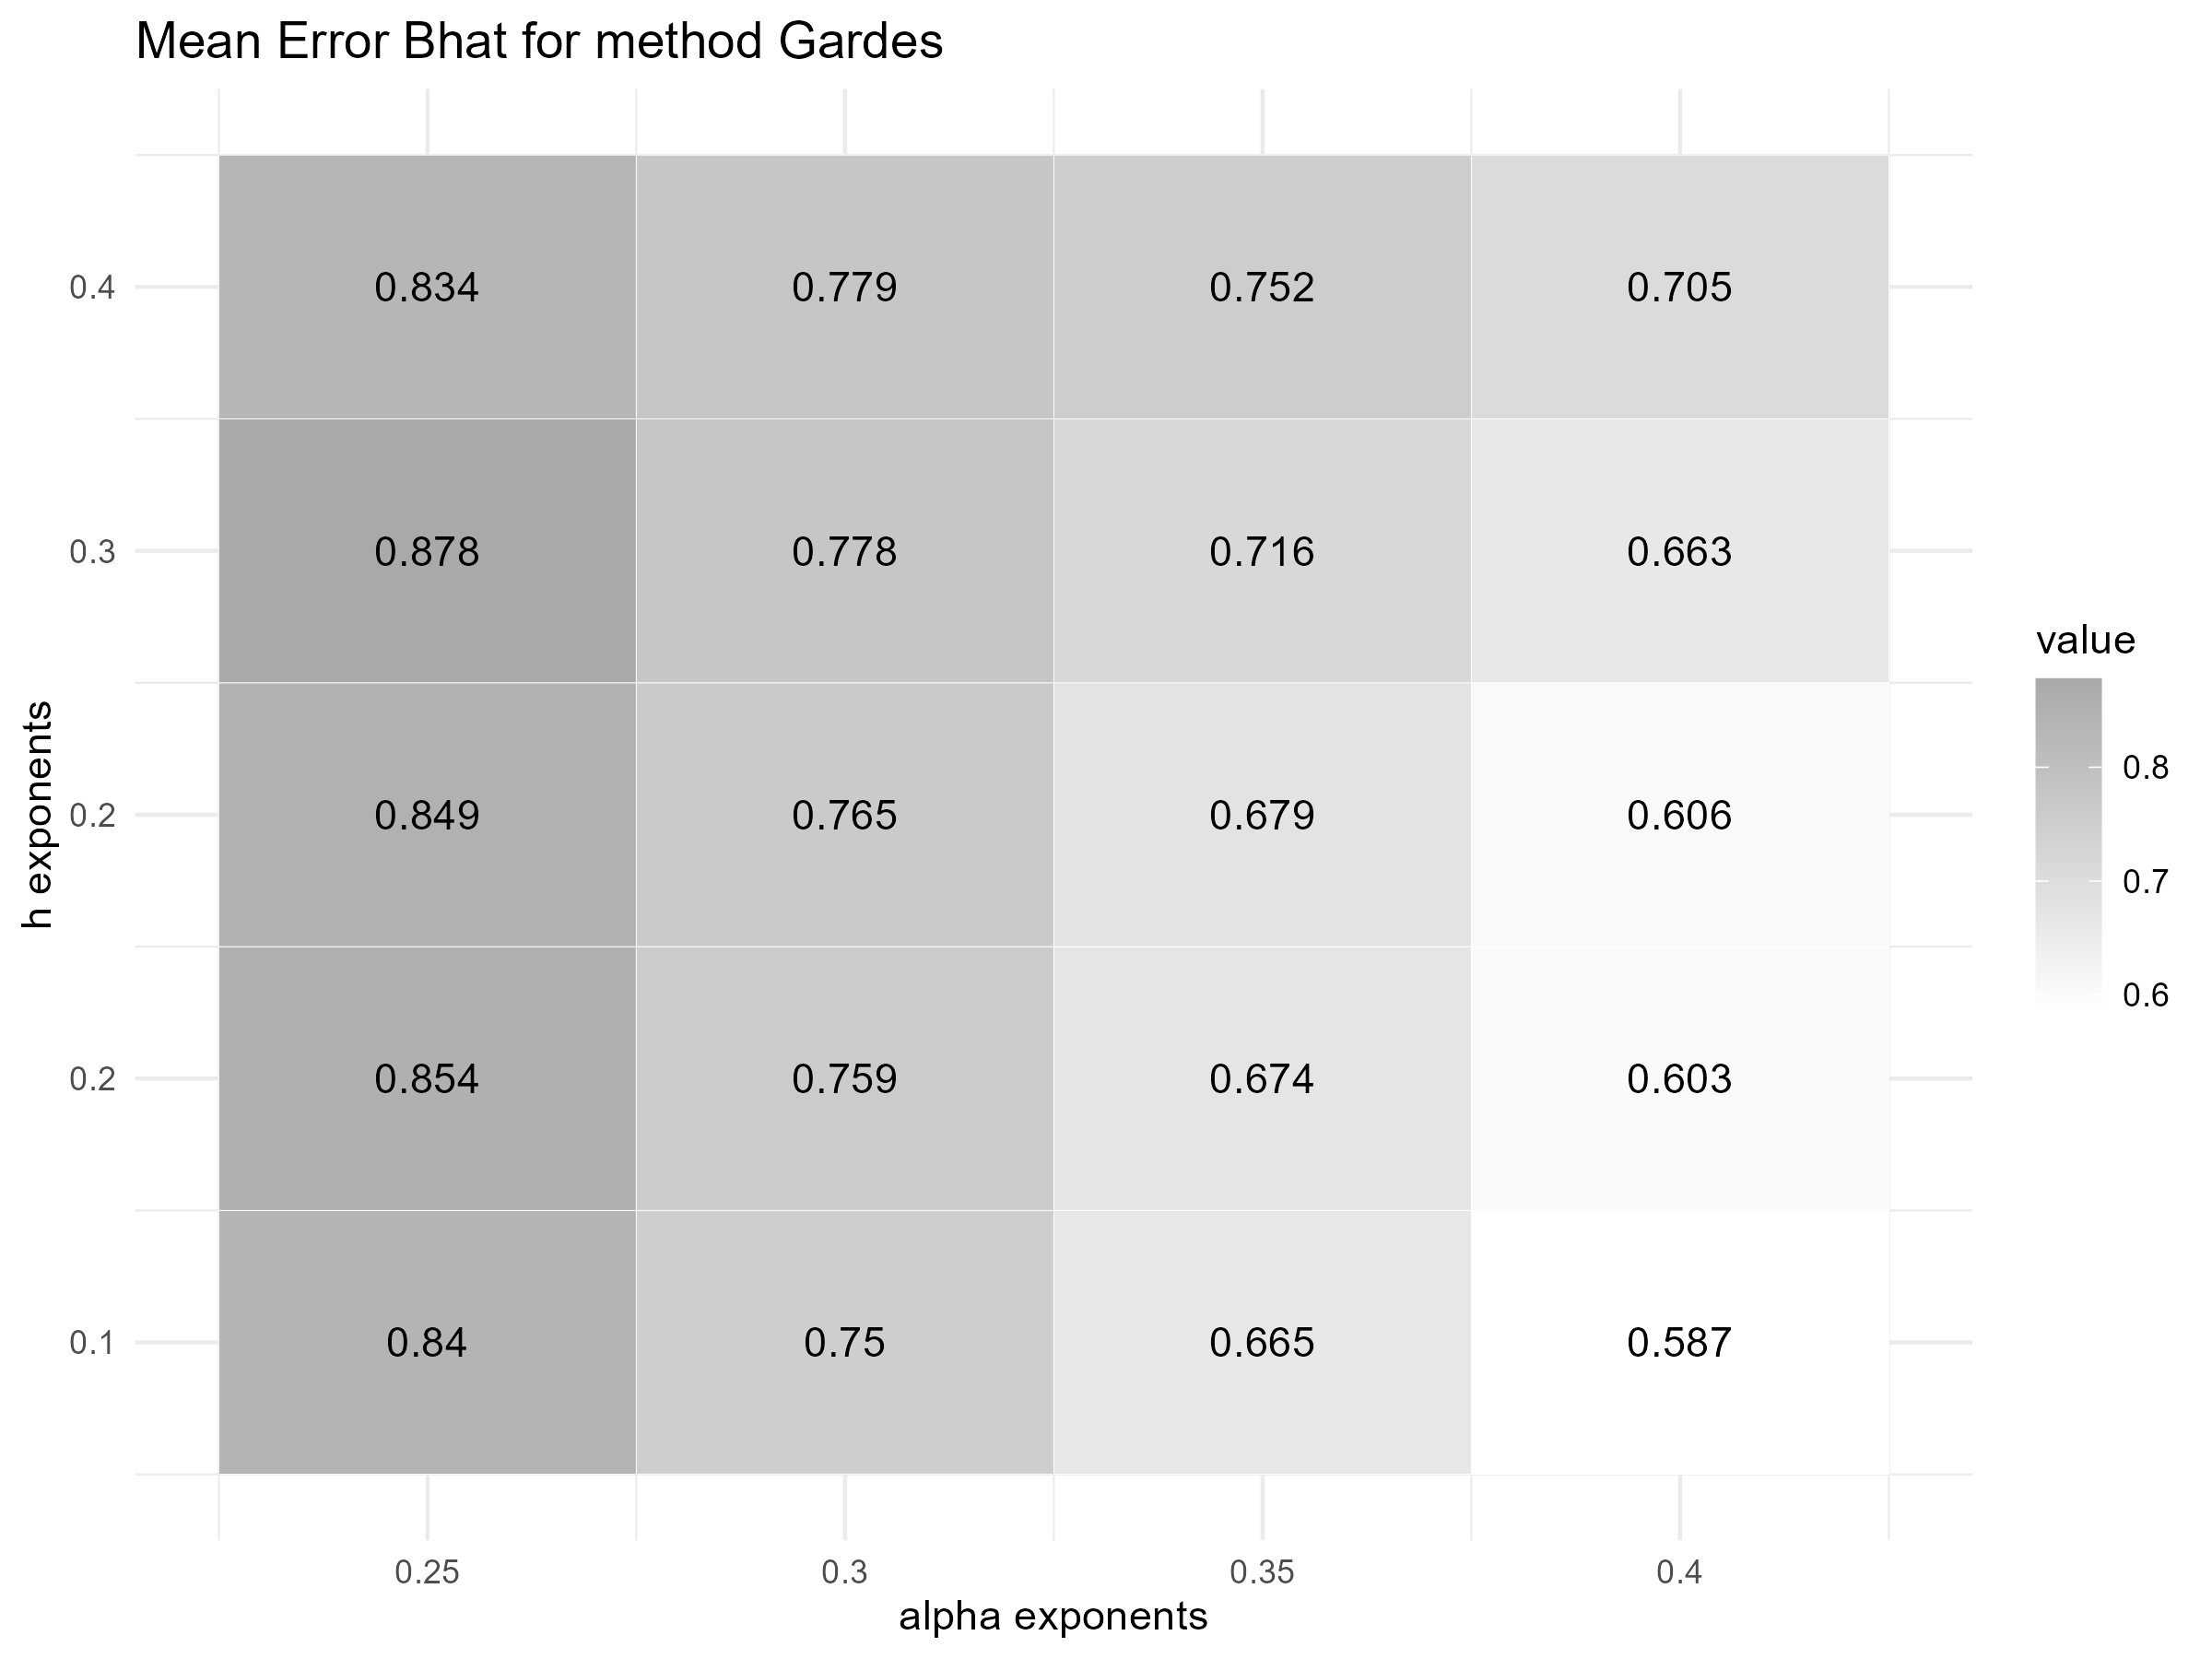 Mean Error Bhat for method Gardes
h exponents
0.4 0.834 0.779 0.752 0.705
0.3 0.878 0.778 0.716 0.663
0.2 0.849 0.765 0.679 0.606
0.2 0.854 0.759 0.674 0.603
0.1 0.84 0.75 0.665 0.587
0.25 0.3 0.35 0.4
alpha exponents
value
0.8
0.7
0.6